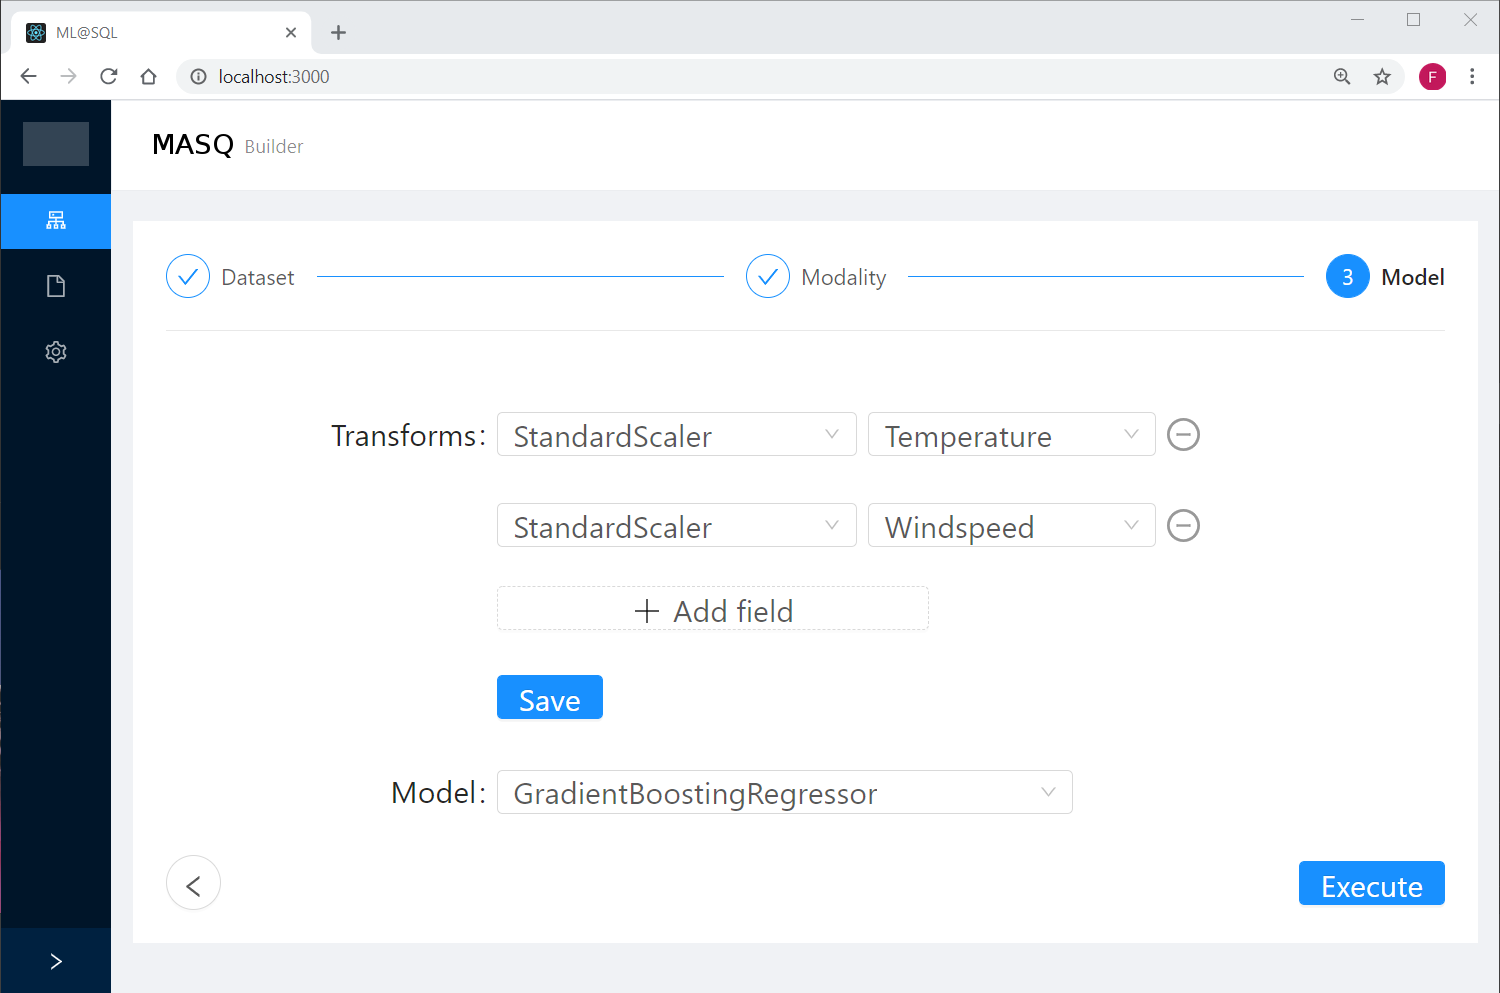 ML@SQL
localhost:3000
F
MASQ Builder
Dataset
Modality
3 Model
Transforms: StandardScaler Temperature
StandardScaler Windspeed
Add field
Save
Model: GradientBoostingRegressor
Execute